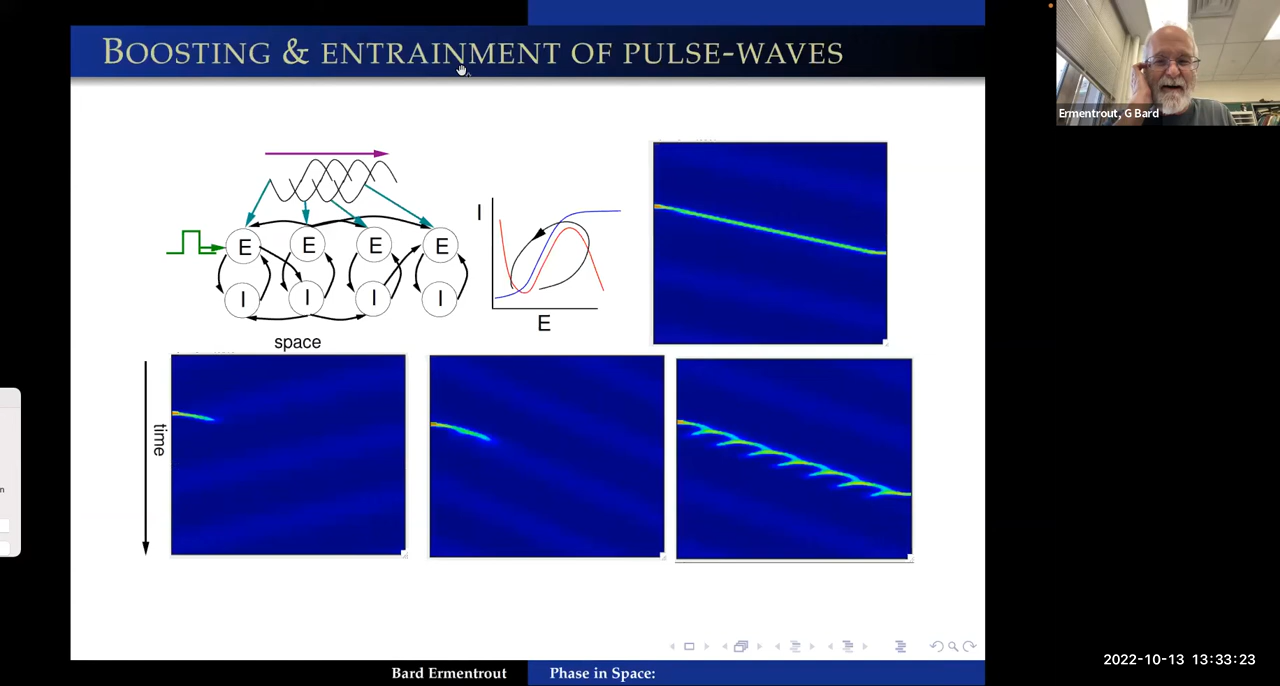 BOOSTING & ENTRAINMENT OF PULSE-WAVES
Ermentrout, G Bard
I
E E E E
I I I I
E
space
time
n
Bard Ermentrout
Phase in Space:
2022-10-13 13:33:23